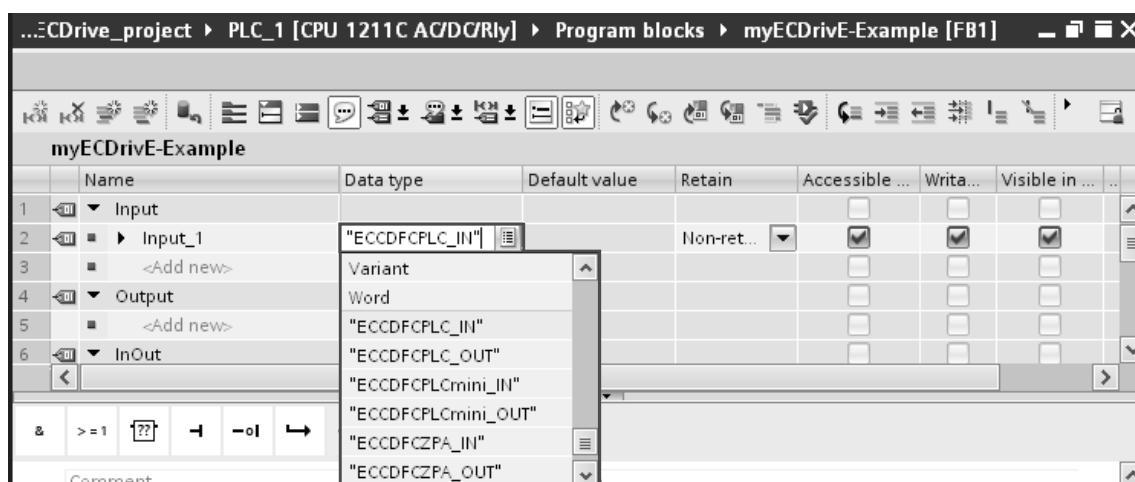 ...ECDrive_project ▸ PLC_1 [CPU 1211C AC/DC/Rly] ▸ Program blocks ▸ myECDrivE-Example [FB1]
myECDrivE-Example
Name Data type Default value Retain Accessible ... Writa... Visible in ... ..
1 Input
2 Input_1 "ECCDFCPLC_IN" Non-ret...
3 <Add new>
Variant
4 Output
Word
5 <Add new>
"ECCDFCPLC_IN"
6 InOut
"ECCDFCPLC_OUT"
"ECCDFCPLCmini_IN"
"ECCDFCPLCmini_OUT"
& >=1 ??
"ECCDFCZPA_IN"
"ECCDFCZPA_OUT"
Comment